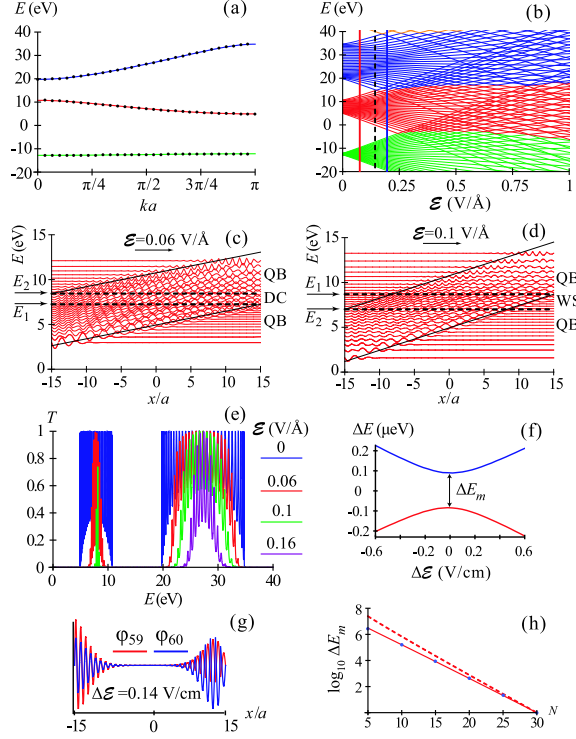 E (eV)
(a)
40
30
20
10
0
-10
-20
0
π/4
π/2
3π/4
π
ka
E (eV)
(b)
40
30
20
10
0
-10
-20
0
0.25
0.5
0.75
1
ℰ (V/Å)
E (eV)
ℰ=0.06 V/Å
(c)
15
10
5
0
E₂
E₁
QB
DC
QB
-15
-10
-5
0
5
10
15
x/a
E (eV)
ℰ=0.1 V/Å
(d)
15
10
5
0
E₁
E₂
QB
WS
QB
-15
-10
-5
0
5
10
15
x/a
T
(e)
1
0.8
0.6
0.4
0.2
0
0
10
20
30
40
E (eV)
ℰ (V/Å)
0
0.06
0.1
0.16
ΔE (μeV)
(f)
0.2
0.1
0
-0.1
-0.2
ΔEₘ
-0.6
-0.3
0
0.3
0.6
Δℰ (V/cm)
(g)
φ₅₉ φ₆₀
Δℰ=0.14 V/cm
-15
0
15
x/a
(h)
log₁₀ ΔEₘ
8
6
4
2
5
10
15
20
25
30
N